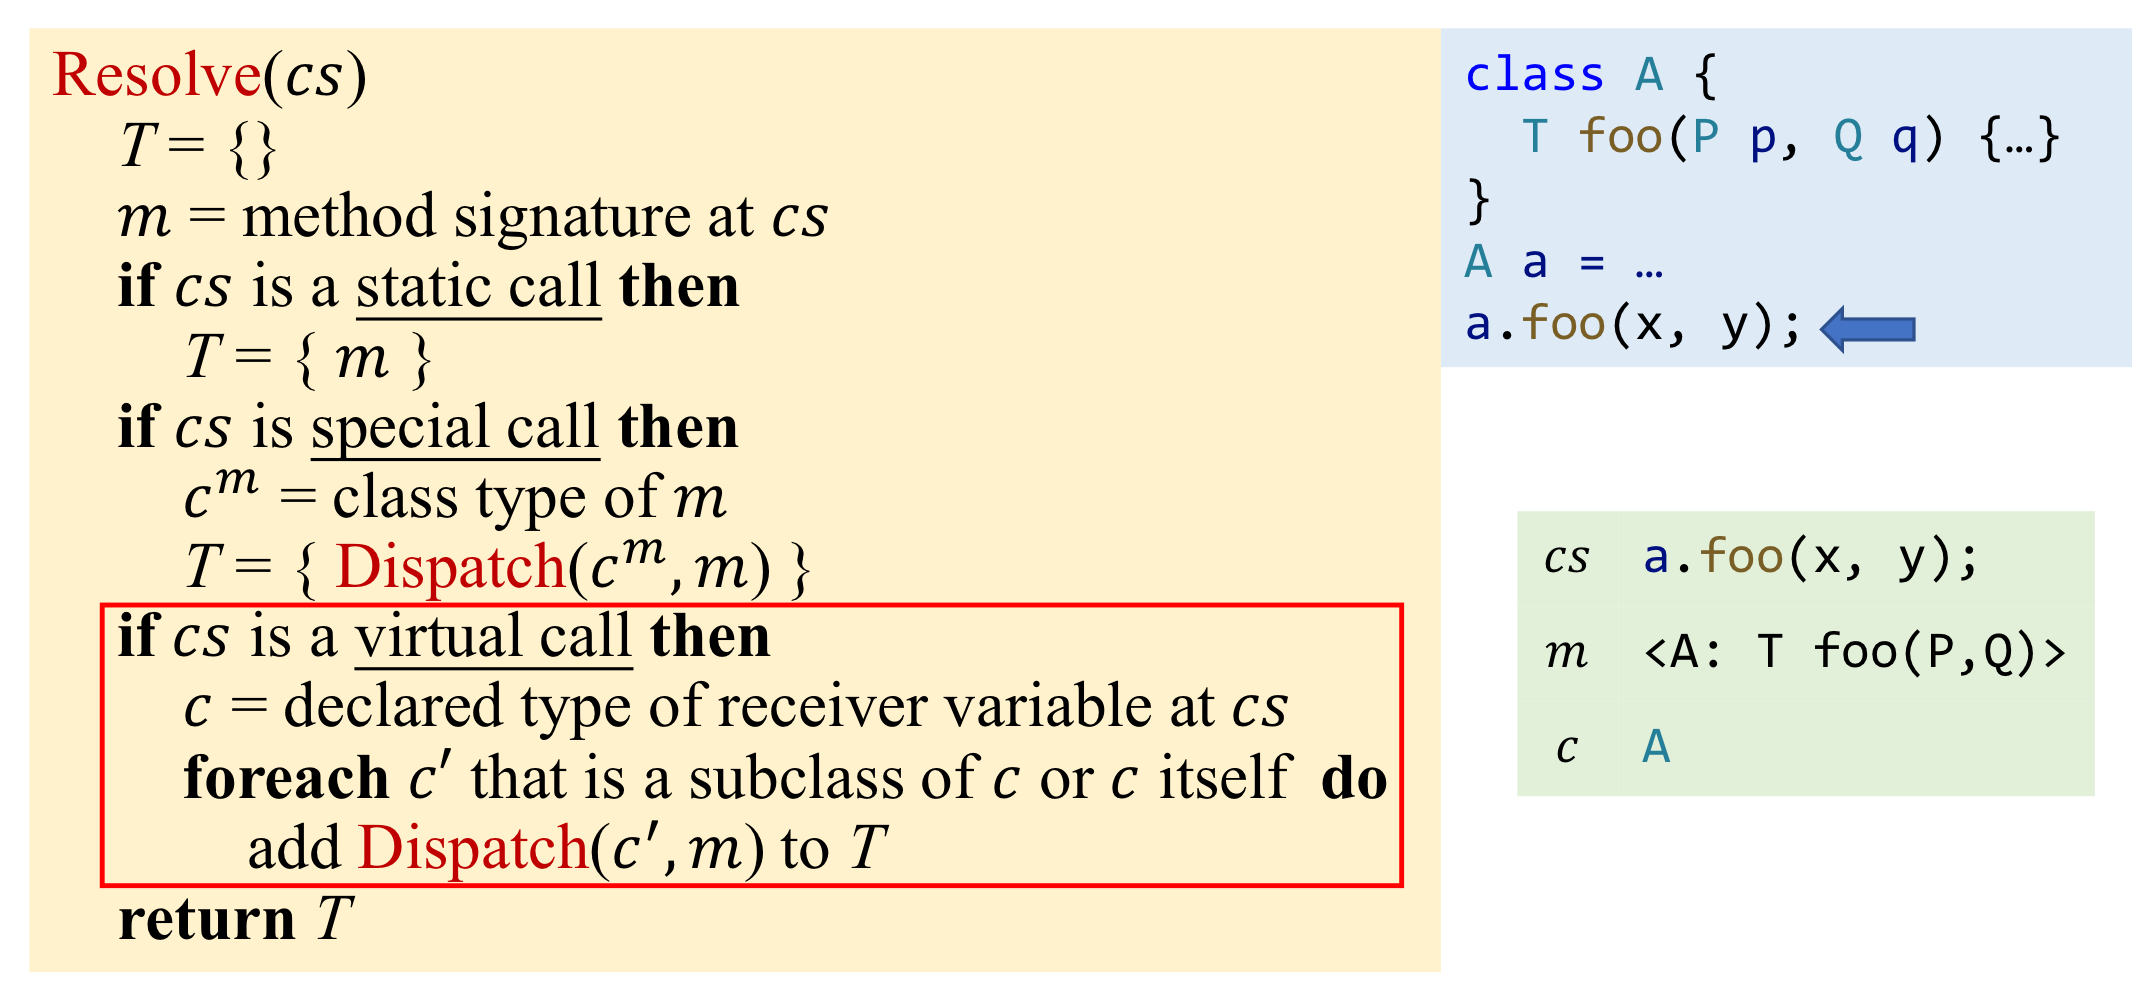 Resolve(cs)
T = {}
m = method signature at cs
if cs is a static call then
T = { m }
if cs is special call then
c^m = class type of m
T = { Dispatch(c^m, m) }
if cs is a virtual call then
c = declared type of receiver variable at cs
foreach c′ that is a subclass of c or c itself do
add Dispatch(c′, m) to T
return T
class A {
T foo(P p, Q q) {…}
}
A a = …
a.foo(x, y);
cs a.foo(x, y);
m <A: T foo(P,Q)>
c A